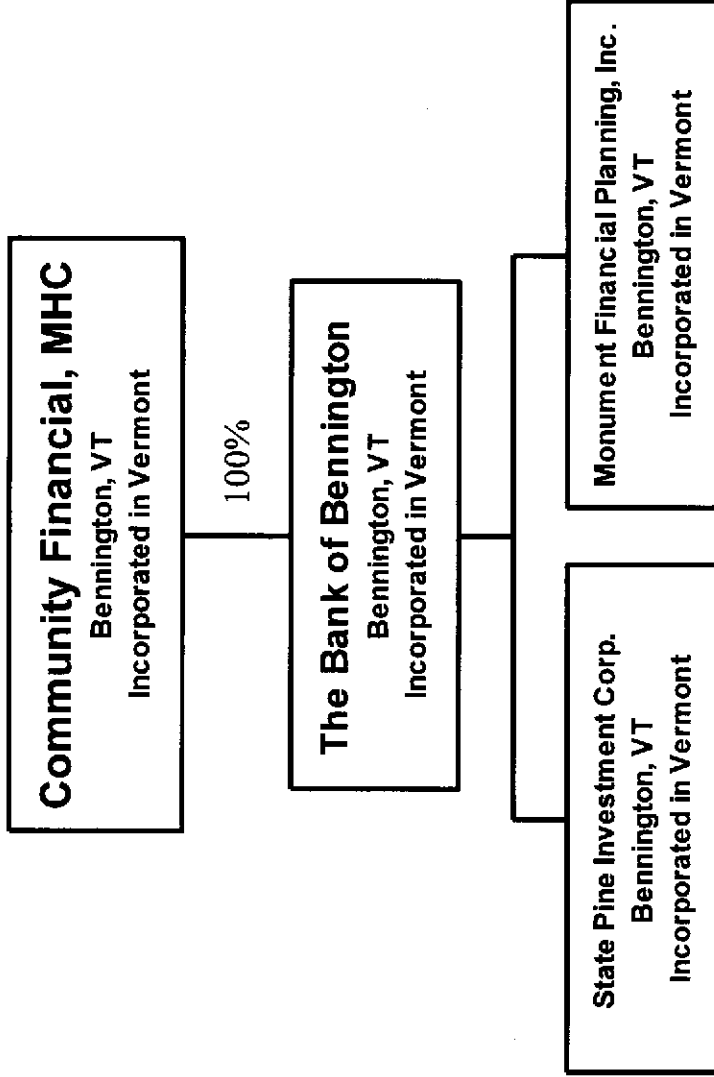 Community Financial, MHC
Bennington, VT
Incorporated in Vermont
100%
The Bank of Bennington
Bennington, VT
Incorporated in Vermont
State Pine Investment Corp.
Bennington, VT
Incorporated in Vermont
Monument Financial Planning, Inc.
Bennington, VT
Incorporated in Vermont